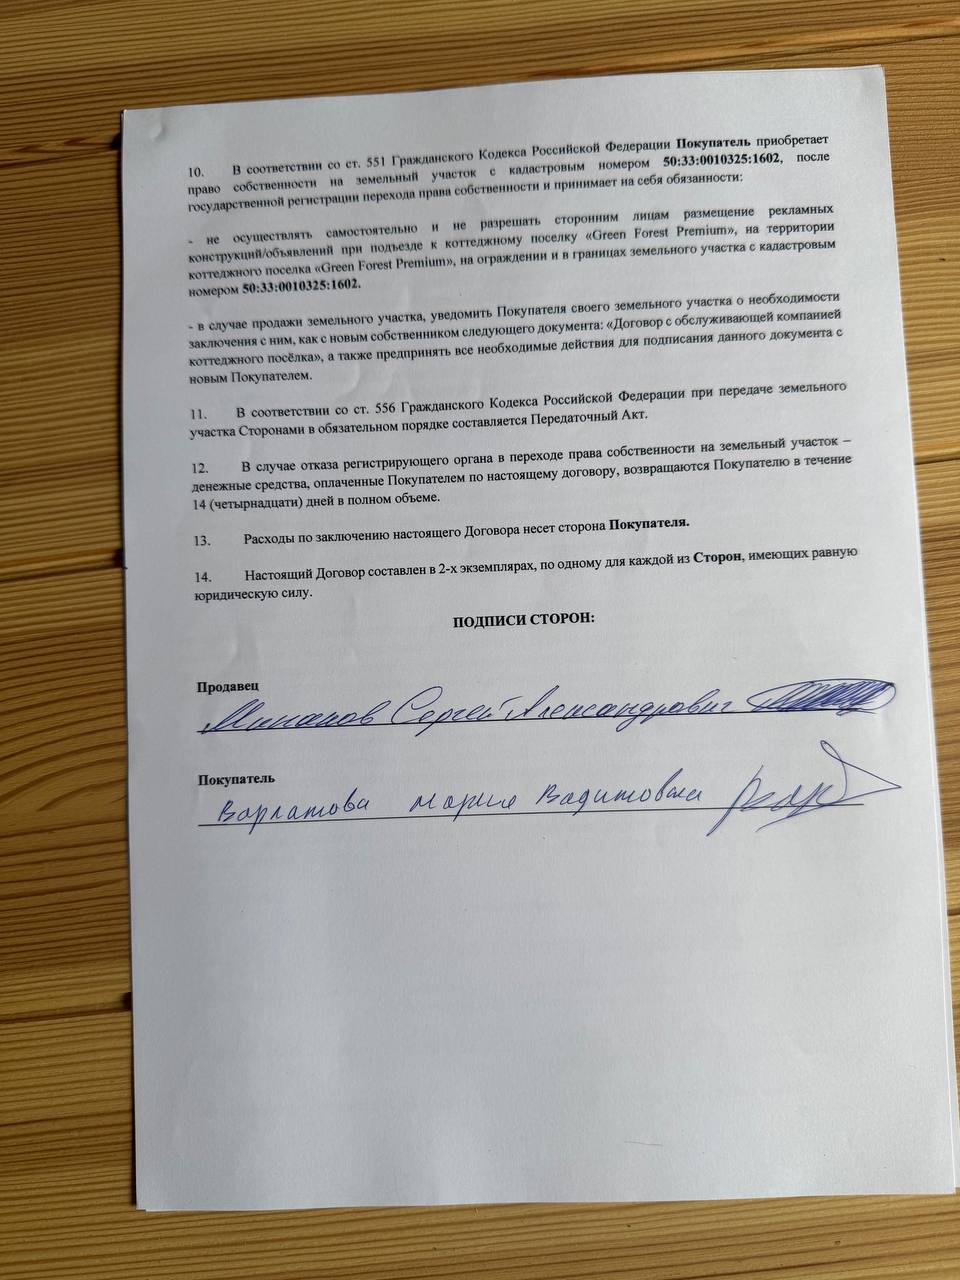 10. В соответствии со ст. 551 Гражданского Кодекса Российской Федерации Покупатель приобретает
право собственности на земельный участок с кадастровым номером 50:33:0010325:1602, после
государственной регистрации перехода права собственности и принимает на себя обязанности:
- не осуществлять самостоятельно и не разрешать сторонним лицам размещение рекламных
конструкций/объявлений при подъезде к коттеджному поселку «Green Forest Premium», на территории
коттеджного поселка «Green Forest Premium», на ограждении и в границах земельного участка с кадастровым
номером 50:33:0010325:1602.
- в случае продажи земельного участка, уведомить Покупателя своего земельного участка о необходимости
заключения с ним, как с новым собственником следующего документа: «Договор с обслуживающей компанией
коттеджного посёлка», а также предпринять все необходимые действия для подписания данного документа с
новым Покупателем.
11. В соответствии со ст. 556 Гражданского Кодекса Российской Федерации при передаче земельного
участка Сторонами в обязательном порядке составляется Передаточный Акт.
12. В случае отказа регистрирующего органа в переходе права собственности на земельный участок –
денежные средства, оплаченные Покупателем по настоящему договору, возвращаются Покупателю в течение
14 (четырнадцати) дней в полном объеме.
13. Расходы по заключению настоящего Договора несет сторона Покупателя.
14. Настоящий Договор составлен в 2-х экземплярах, по одному для каждой из Сторон, имеющих равную
юридическую силу.
ПОДПИСИ СТОРОН:
Продавец
Сергей Александрович
Покупатель
Мария Вадимовна